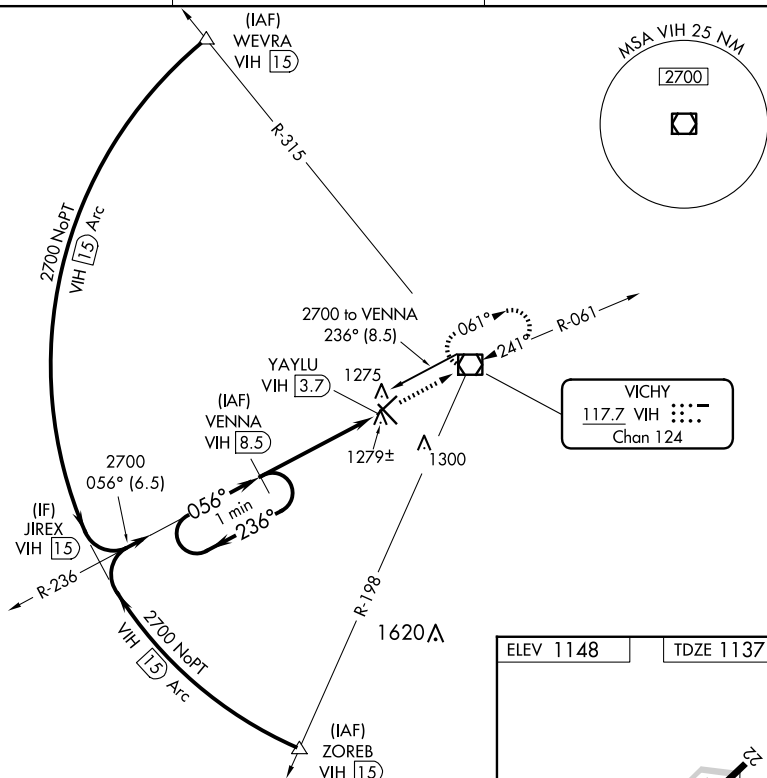 (IAF)
WEVRA
VIH 15
MSA VIH 25 NM
2700
R-315
2700 NoPT
VIH 15 Arc
2700 to VENNA
236° (8.5)
061°
R-061
241°
YAYLU
VIH 3.7
1275
(IAF)
VENNA
VIH 8.5
1279±
1300
VICHY
117.7 VIH
Chan 124
2700
056° (6.5)
056°
1 min
236°
(IF)
JIREX
VIH 15
R-236
R-198
2700 NoPT
VIH 15 Arc
1620
(IAF)
ZOREB
VIH 15
ELEV 1148
TDZE 1137
22